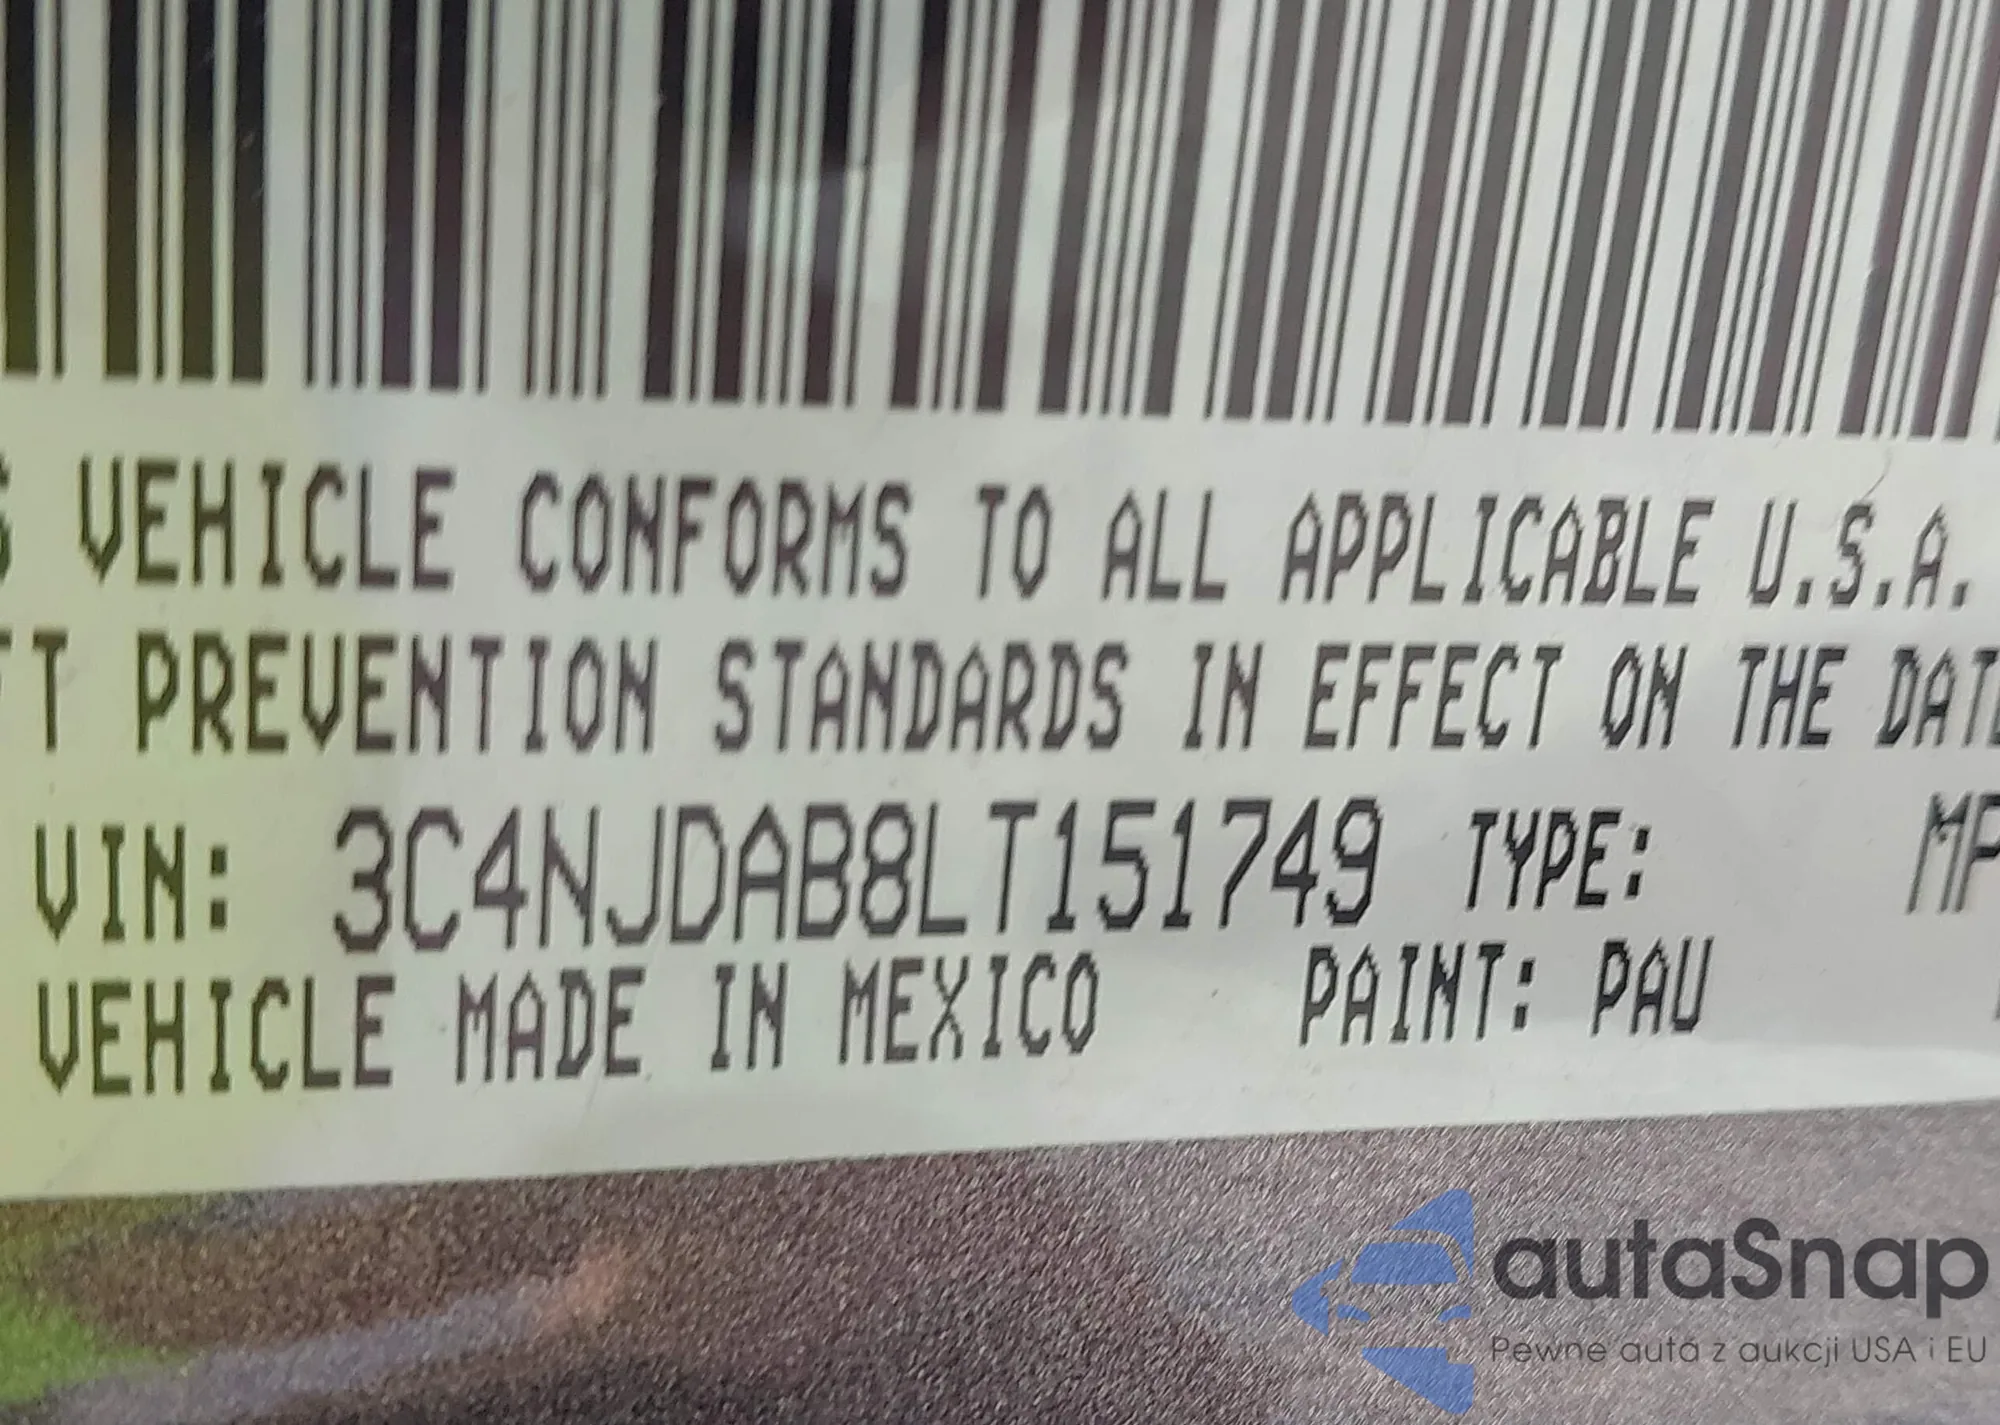 VEHICLE CONFORMS TO ALL APPLICABLE U.S.A.
PREVENTION STANDARDS IN EFFECT ON THE
VIN: 3C4NJDAB8LT151749 TYPE: MP
VEHICLE MADE IN MEXICO PAINT: PAU
autaSnap
Pewne auta z aukcji USA i EU